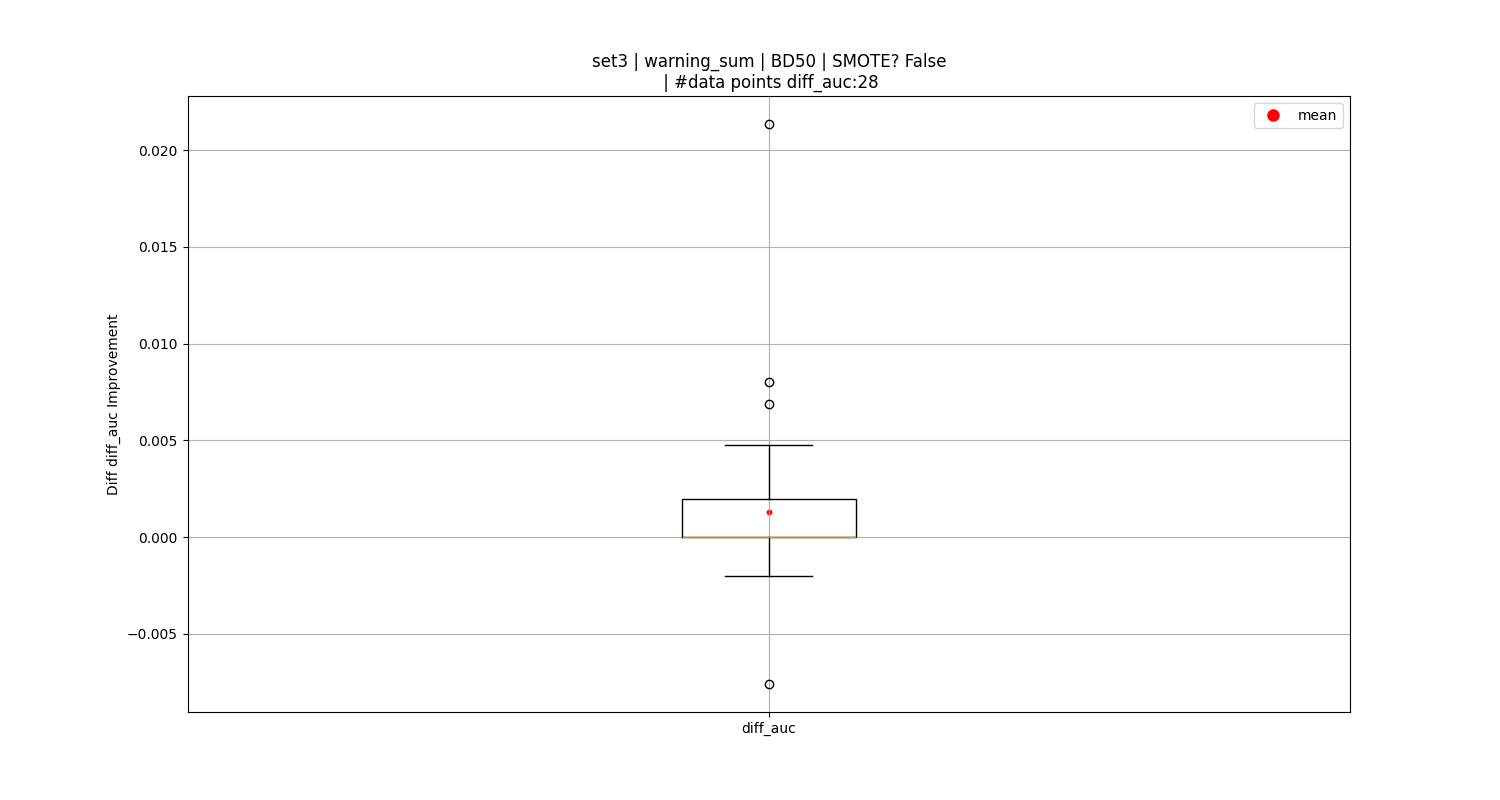 set3 | warning_sum | BD50 | SMOTE? False
| #data points diff_auc:28
mean
0.020
0.015
0.010
0.005
0.000
−0.005
Diff diff_auc Improvement
diff_auc